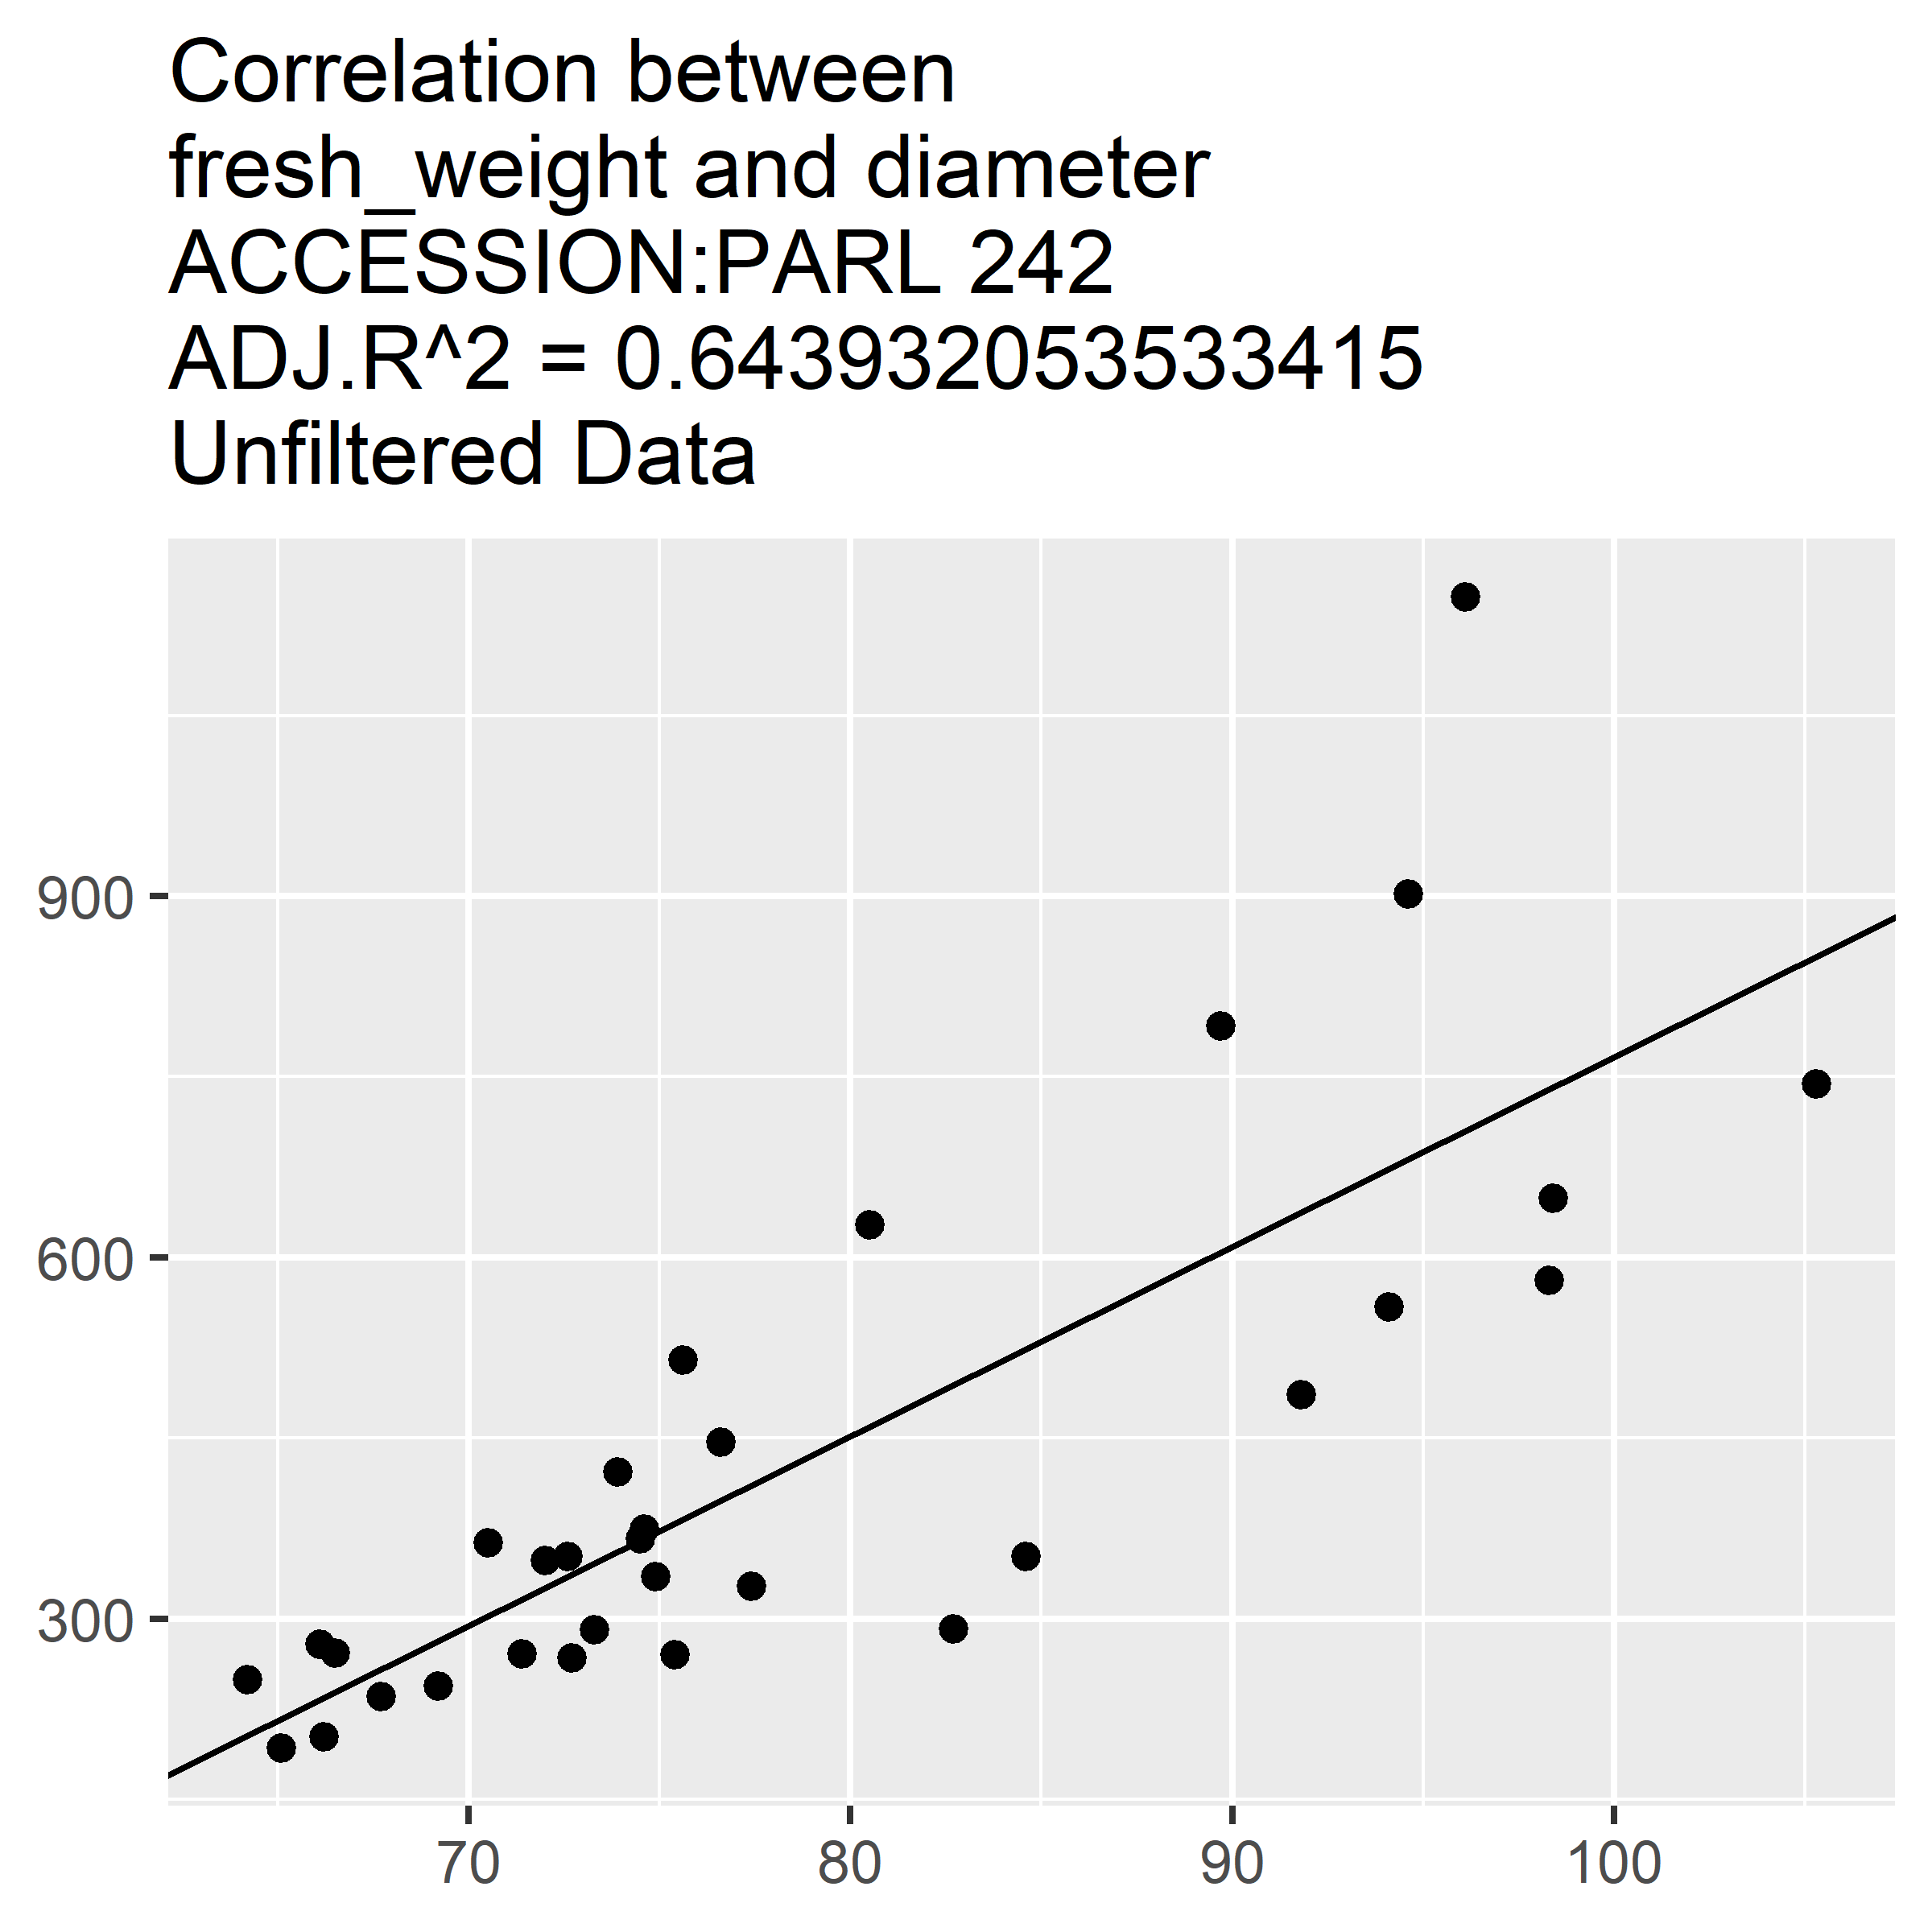 Correlation between
fresh_weight and diameter
ACCESSION:PARL 242
ADJ.R^2 = 0.643932053533415
Unfiltered Data
900
600
300
70 80 90 100